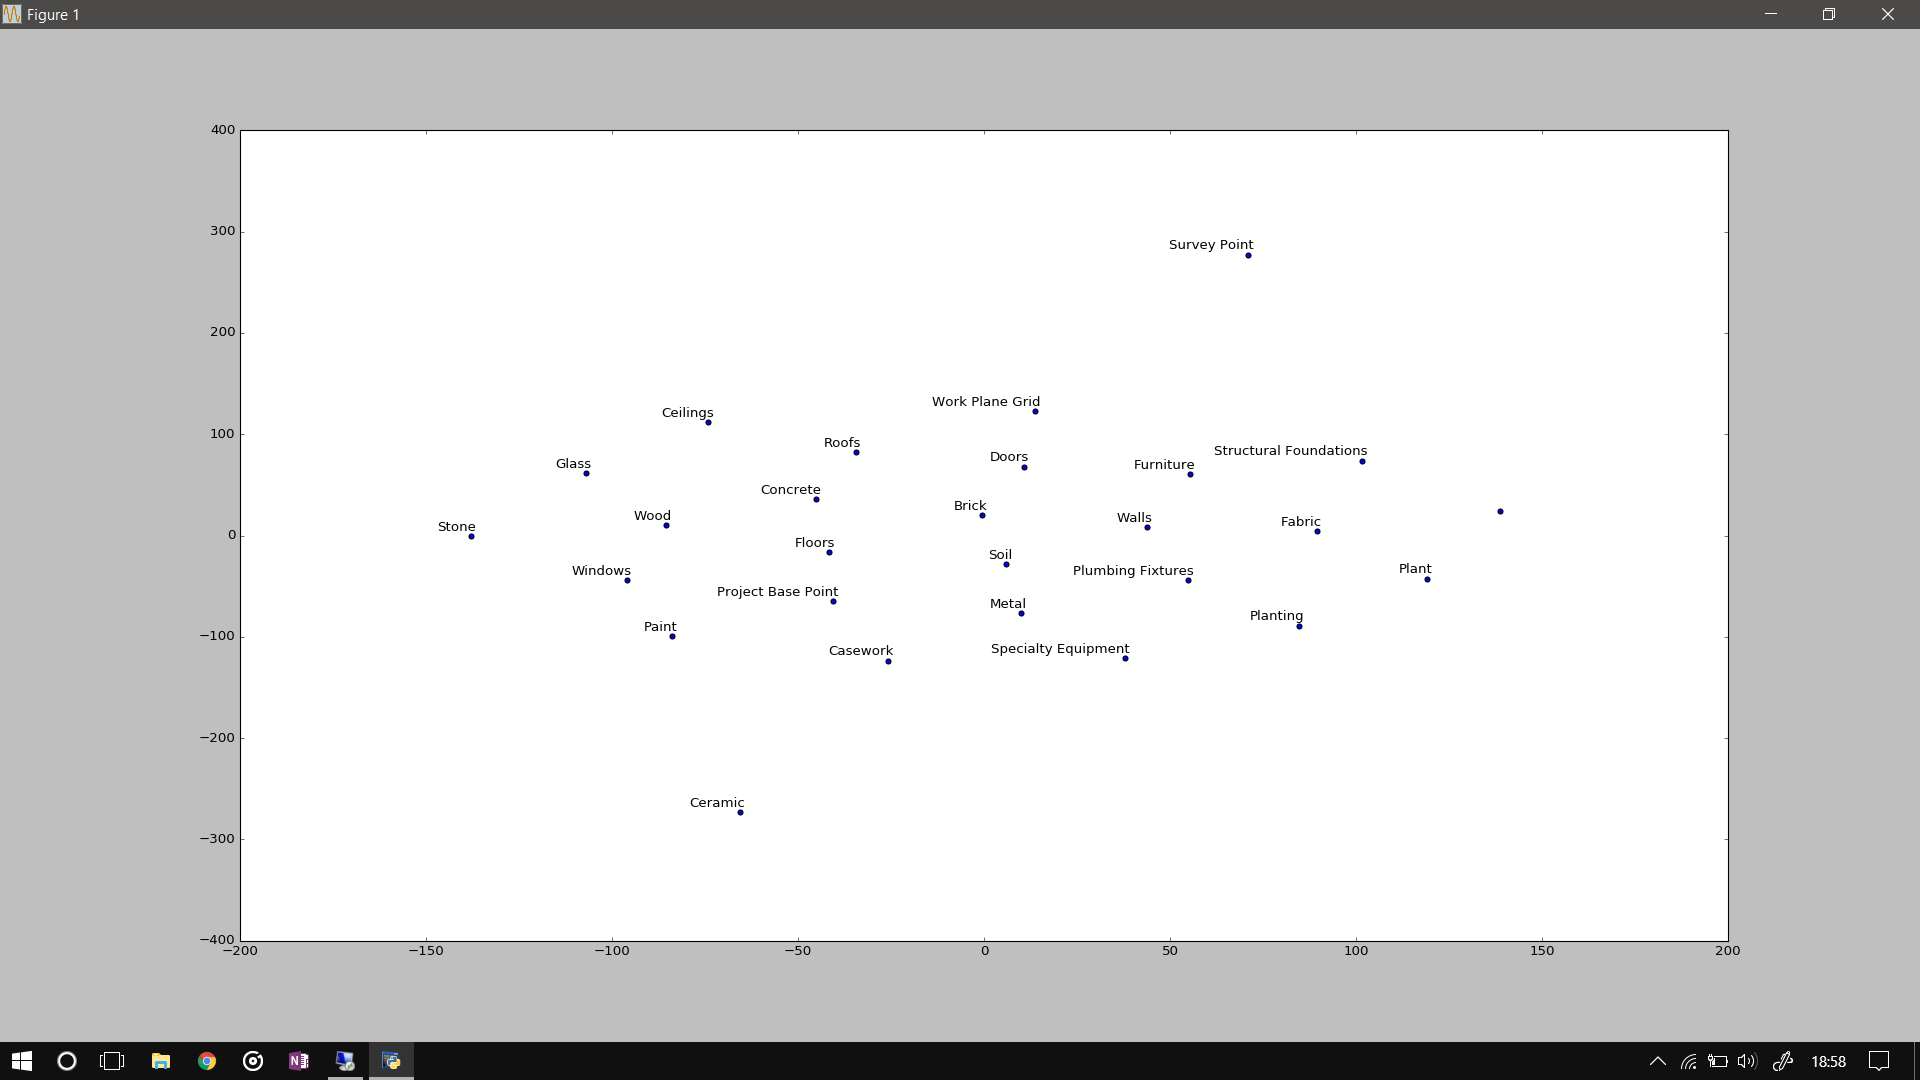 Figure 1
400
300
Survey Point
200
Work Plane Grid
Ceilings
100
Roofs
Structural Foundations
Doors
Glass
Furniture
Concrete
Brick
Wood
Walls
Fabric
Stone
0
Floors
Soil
Windows
Plumbing Fixtures
Plant
Project Base Point
Metal
Planting
Paint
−100
Casework
Specialty Equipment
−200
Ceramic
−300
−400
−200 −150 −100 −50 0 50 100 150 200
N
18:58